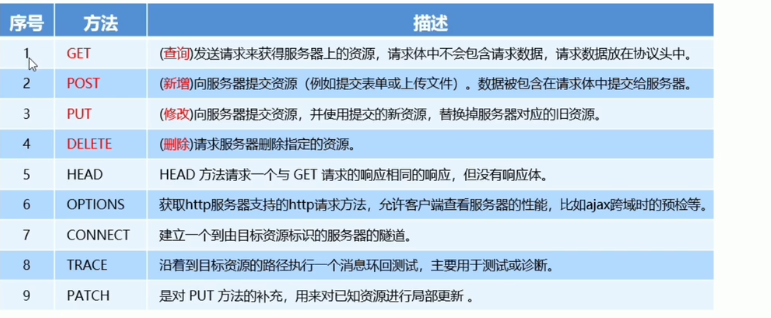 序号 方法 描述
1 GET (查询)发送请求来获得服务器上的资源，请求体中不会包含请求数据，请求数据放在协议头中。
2 POST (新增)向服务器提交资源（例如提交表单或上传文件）。数据被包含在请求体中提交给服务器。
3 PUT (修改)向服务器提交资源，并使用提交的新资源，替换掉服务器对应的旧资源。
4 DELETE (删除)请求服务器删除指定的资源。
5 HEAD HEAD 方法请求一个与 GET 请求的响应相同的响应，但没有响应体。
6 OPTIONS 获取http服务器支持的http请求方法，允许客户端查看服务器的性能，比如ajax跨域时的预检等。
7 CONNECT 建立一个到由目标资源标识的服务器的隧道。
8 TRACE 沿着到目标资源的路径执行一个消息环回测试，主要用于测试或诊断。
9 PATCH 是对 PUT 方法的补充，用来对已知资源进行局部更新 。